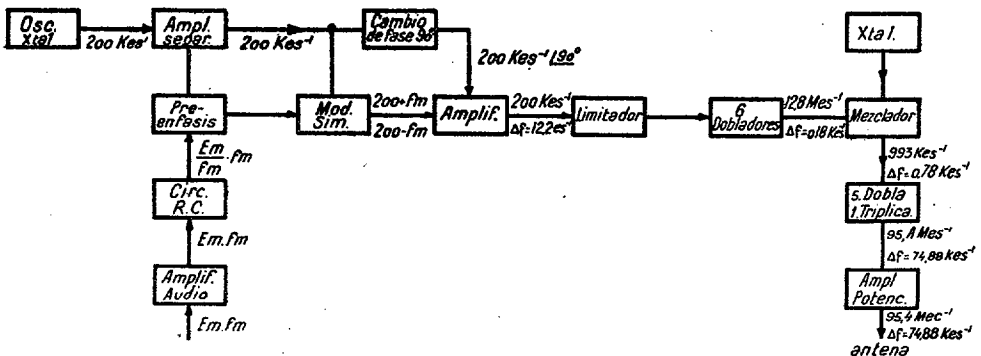 Osc.
Xtal
200 Kcs⁻¹
Ampl.
separ.
200 Kcs⁻¹
Cambio
de fase 90°
200 Kcs⁻¹ ∠90°
Xtal.
Pre-
enfasis
Mod.
Sim.
200+fm
200-fm
Amplif.
200 Kcs⁻¹
Δf=12,2cs⁻¹
Limitador
6
Dobladores
12,8 Mcs⁻¹
Δf=0,18 Kcs⁻¹
Mezclador
Em/fm . fm
993 Kcs⁻¹
Δf=0,78 Kcs⁻¹
Circ.
R.C.
5.Dobla
1.Triplica.
Em.fm
95,4 Mcs⁻¹
Δf=74,88 Kcs⁻¹
Amplif.
Audio
Ampl
Potenc.
Em.fm
95,4 Mec⁻¹
Δf=74,88 Kcs⁻¹
antena